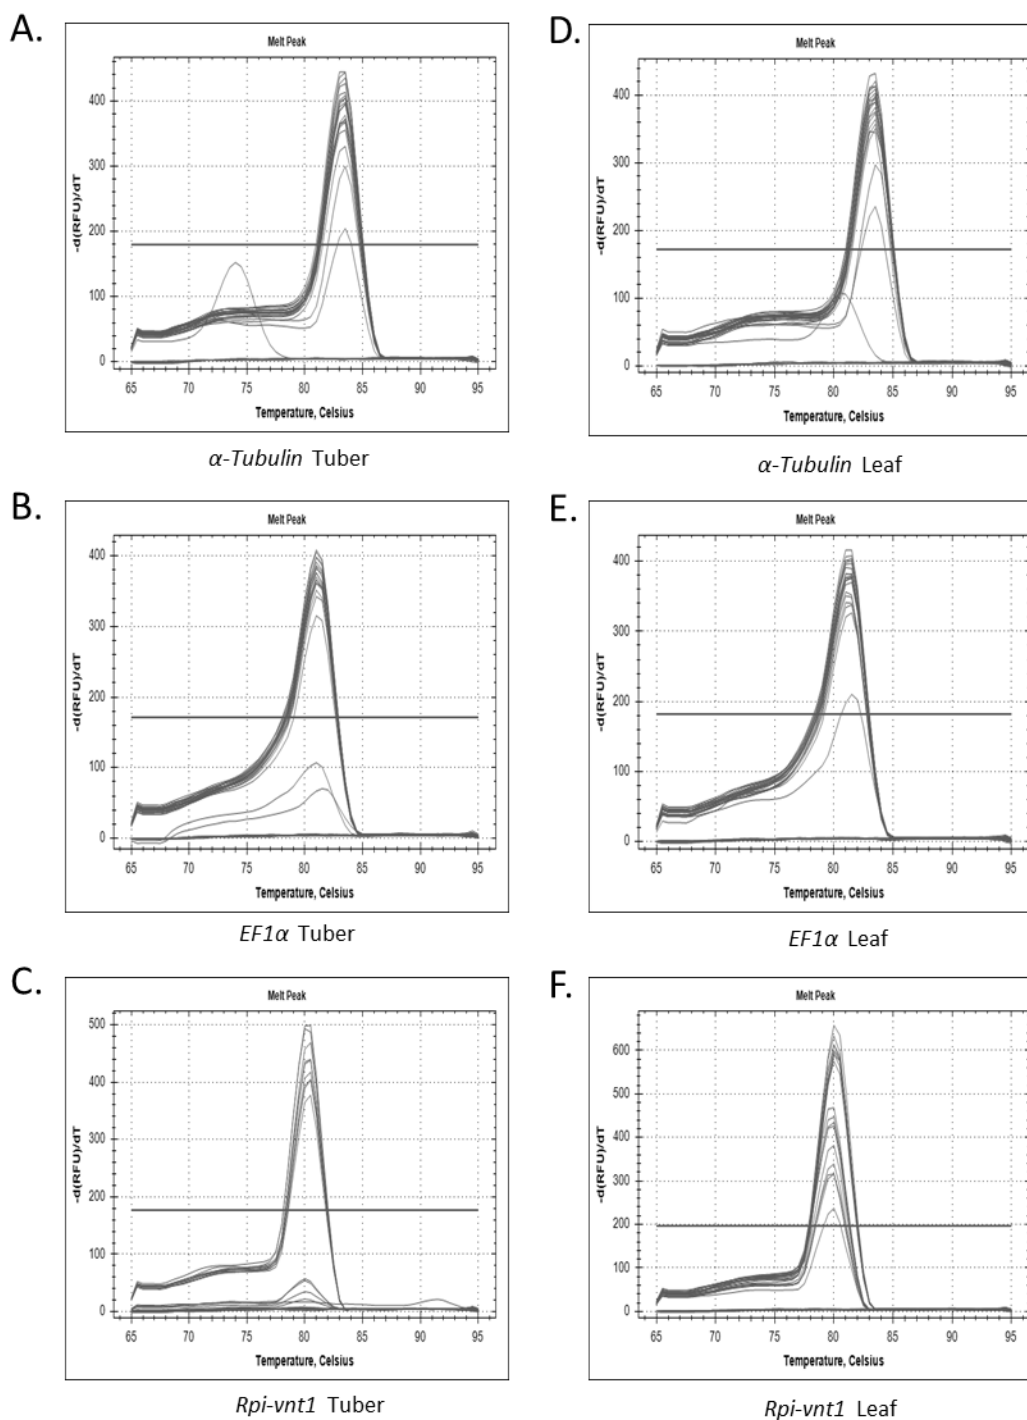 A.
Melt Peak
-d(RFU)/dT
400
300
200
100
0
65 70 75 80 85 90 95
Temperature, Celsius
α-Tubulin Tuber
D.
Melt Peak
-d(RFU)/dT
400
300
200
100
0
65 70 75 80 85 90 95
Temperature, Celsius
α-Tubulin Leaf
B.
Melt Peak
-d(RFU)/dT
400
300
200
100
0
65 70 75 80 85 90 95
Temperature, Celsius
EF1α Tuber
E.
Melt Peak
-d(RFU)/dT
400
300
200
100
0
65 70 75 80 85 90 95
Temperature, Celsius
EF1α Leaf
C.
Melt Peak
-d(RFU)/dT
500
400
300
200
100
0
65 70 75 80 85 90 95
Temperature, Celsius
Rpi-vnt1 Tuber
F.
Melt Peak
-d(RFU)/dT
600
500
400
300
200
100
0
65 70 75 80 85 90 95
Temperature, Celsius
Rpi-vnt1 Leaf